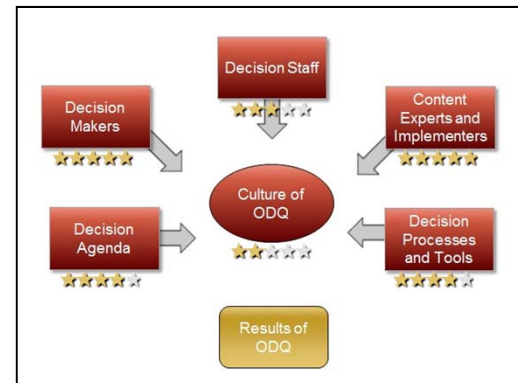 Decision Staff
Decision
Makers
Content
Experts and
Implementers
Culture of
ODQ
Decision
Agenda
Decision
Processes
and Tools
Results of
ODQ